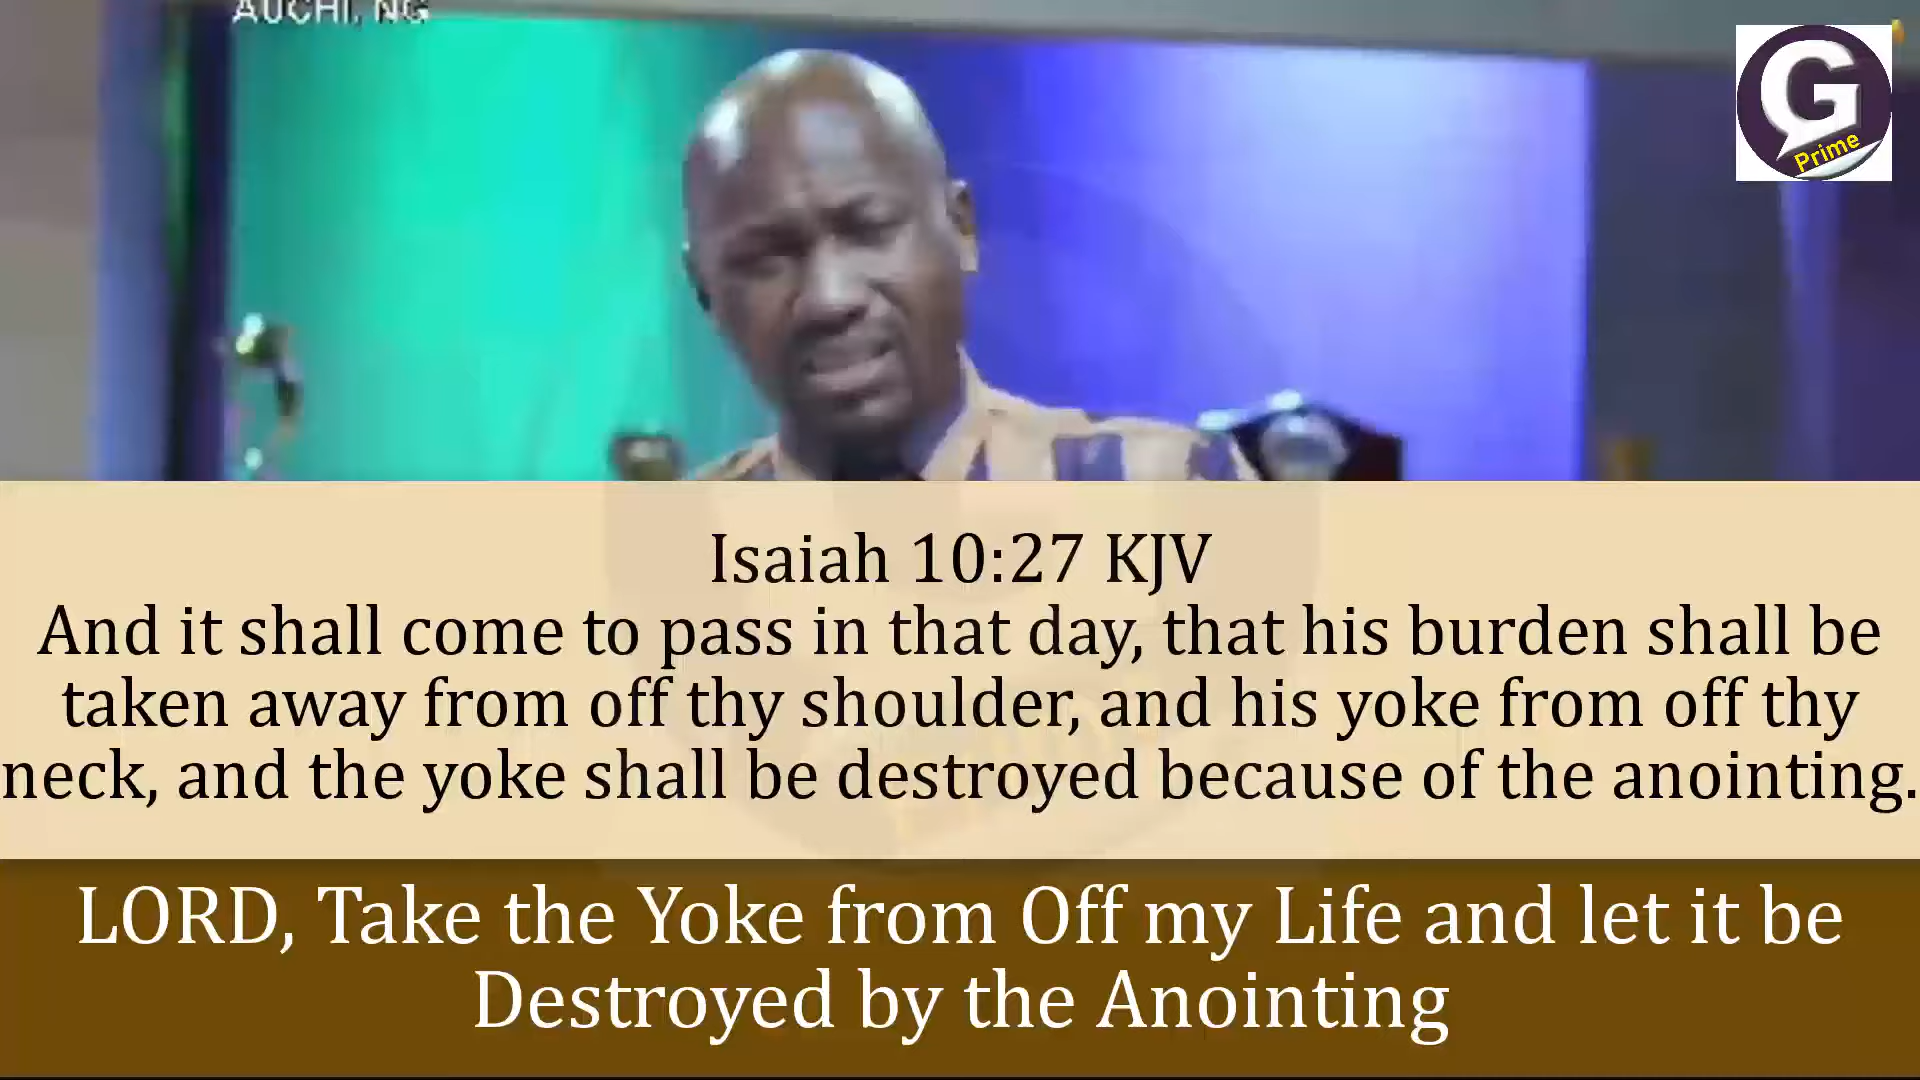 AUCHI, NG
G
Prime
Isaiah 10:27 KJV
And it shall come to pass in that day, that his burden shall be
taken away from off thy shoulder, and his yoke from off thy
neck, and the yoke shall be destroyed because of the anointing.
LORD, Take the Yoke from Off my Life and let it be
Destroyed by the Anointing